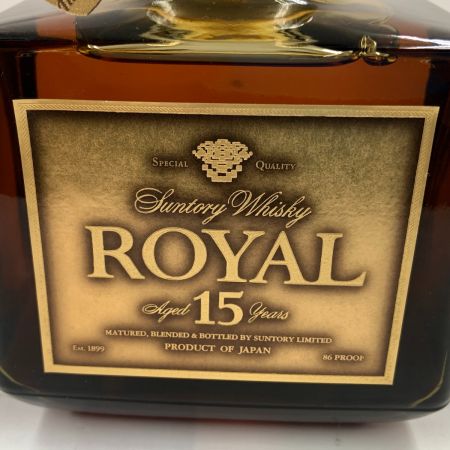 SPECIAL QUALITY
Suntory Whisky
ROYAL
Aged 15 Years
MATURED, BLENDED & BOTTLED BY SUNTORY LIMITED
EST. 1899 PRODUCT OF JAPAN 86 PROOF